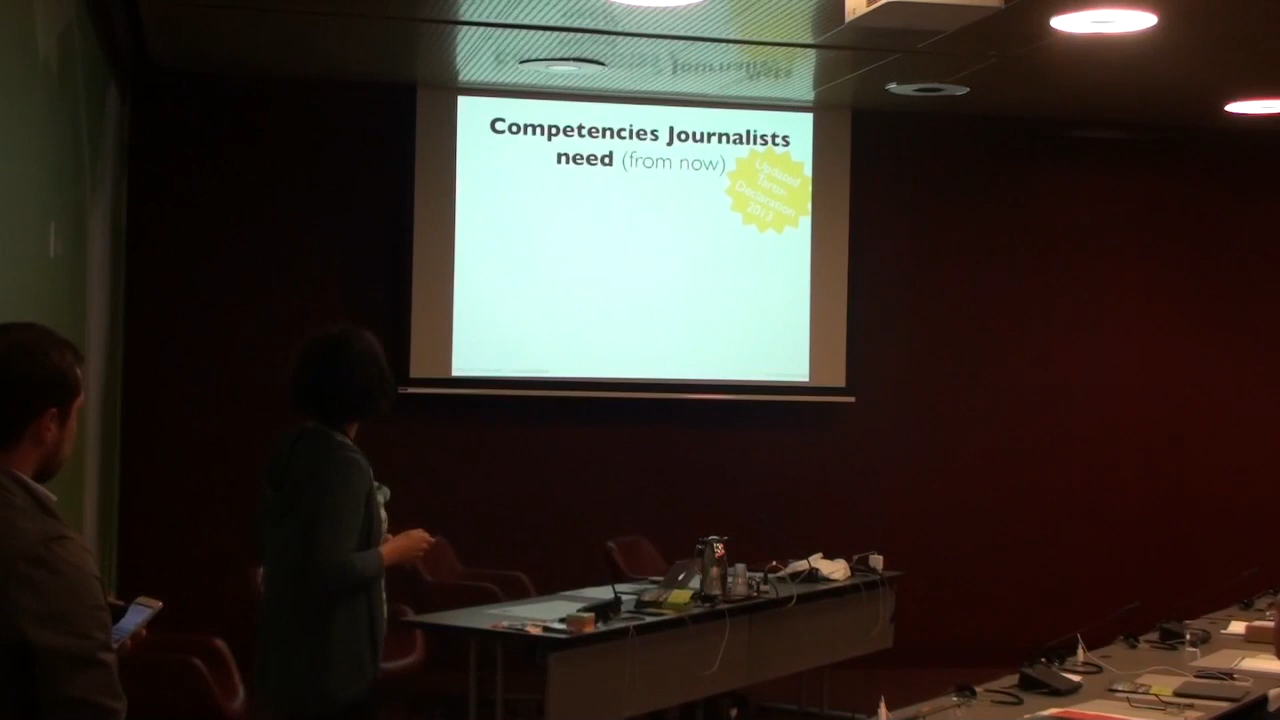 Competencies Journalists
need (from now)
Updated
Tartu-
Declaration
2013